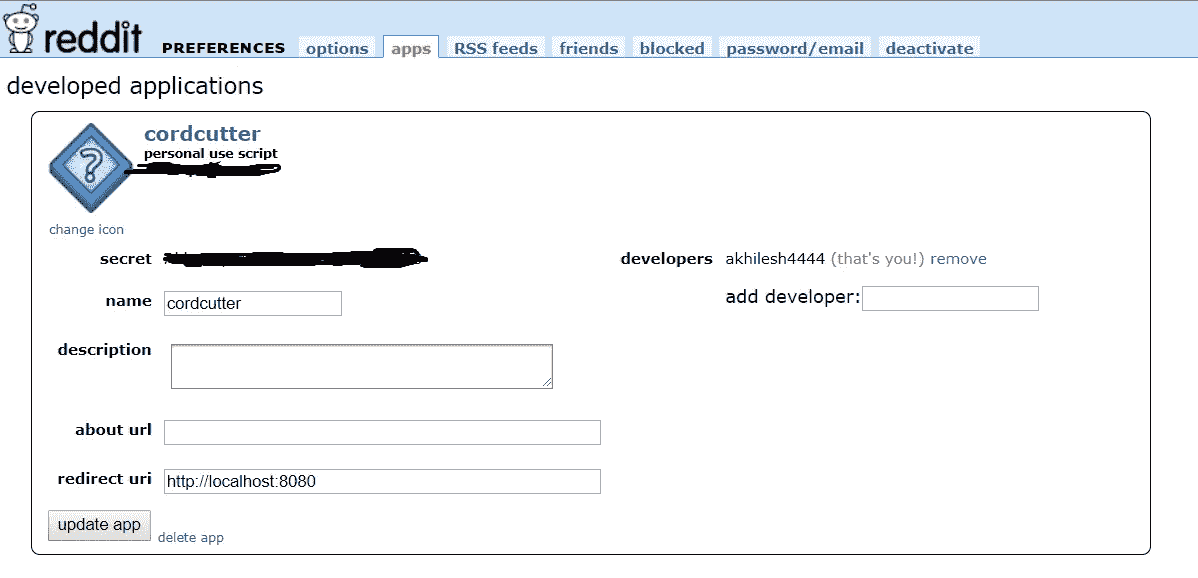 reddit PREFERENCES options apps RSS feeds friends blocked password/email deactivate
developed applications
?
cordcutter
personal use script
change icon
secret
developers akhilesh4444 (that's you!) remove
name cordcutter
add developer:
description
about url
redirect uri http://localhost:8080
update app delete app